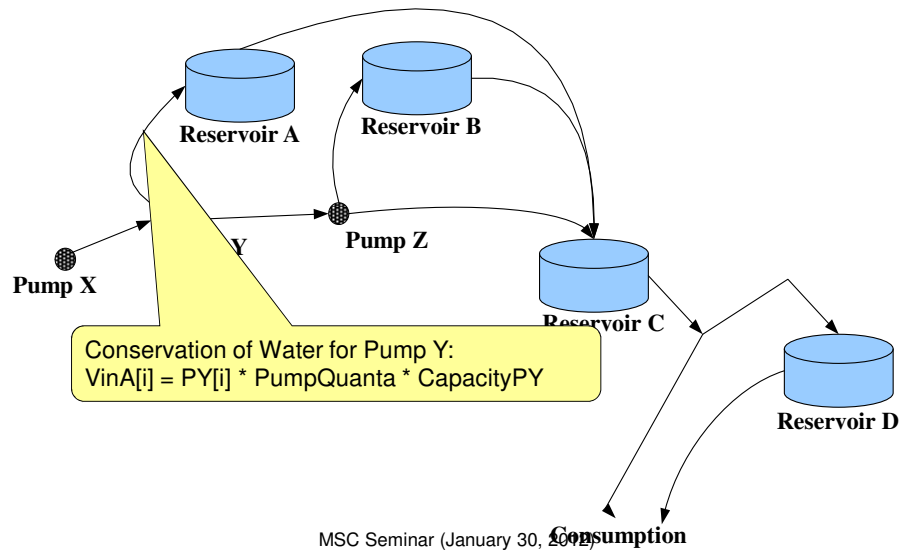 Reservoir A
Reservoir B
Pump Z
Y
Pump X
Reservoir C
Conservation of Water for Pump Y:
VinA[i] = PY[i] * PumpQuanta * CapacityPY
Reservoir D
Consumption
MSC Seminar (January 30, 2012)